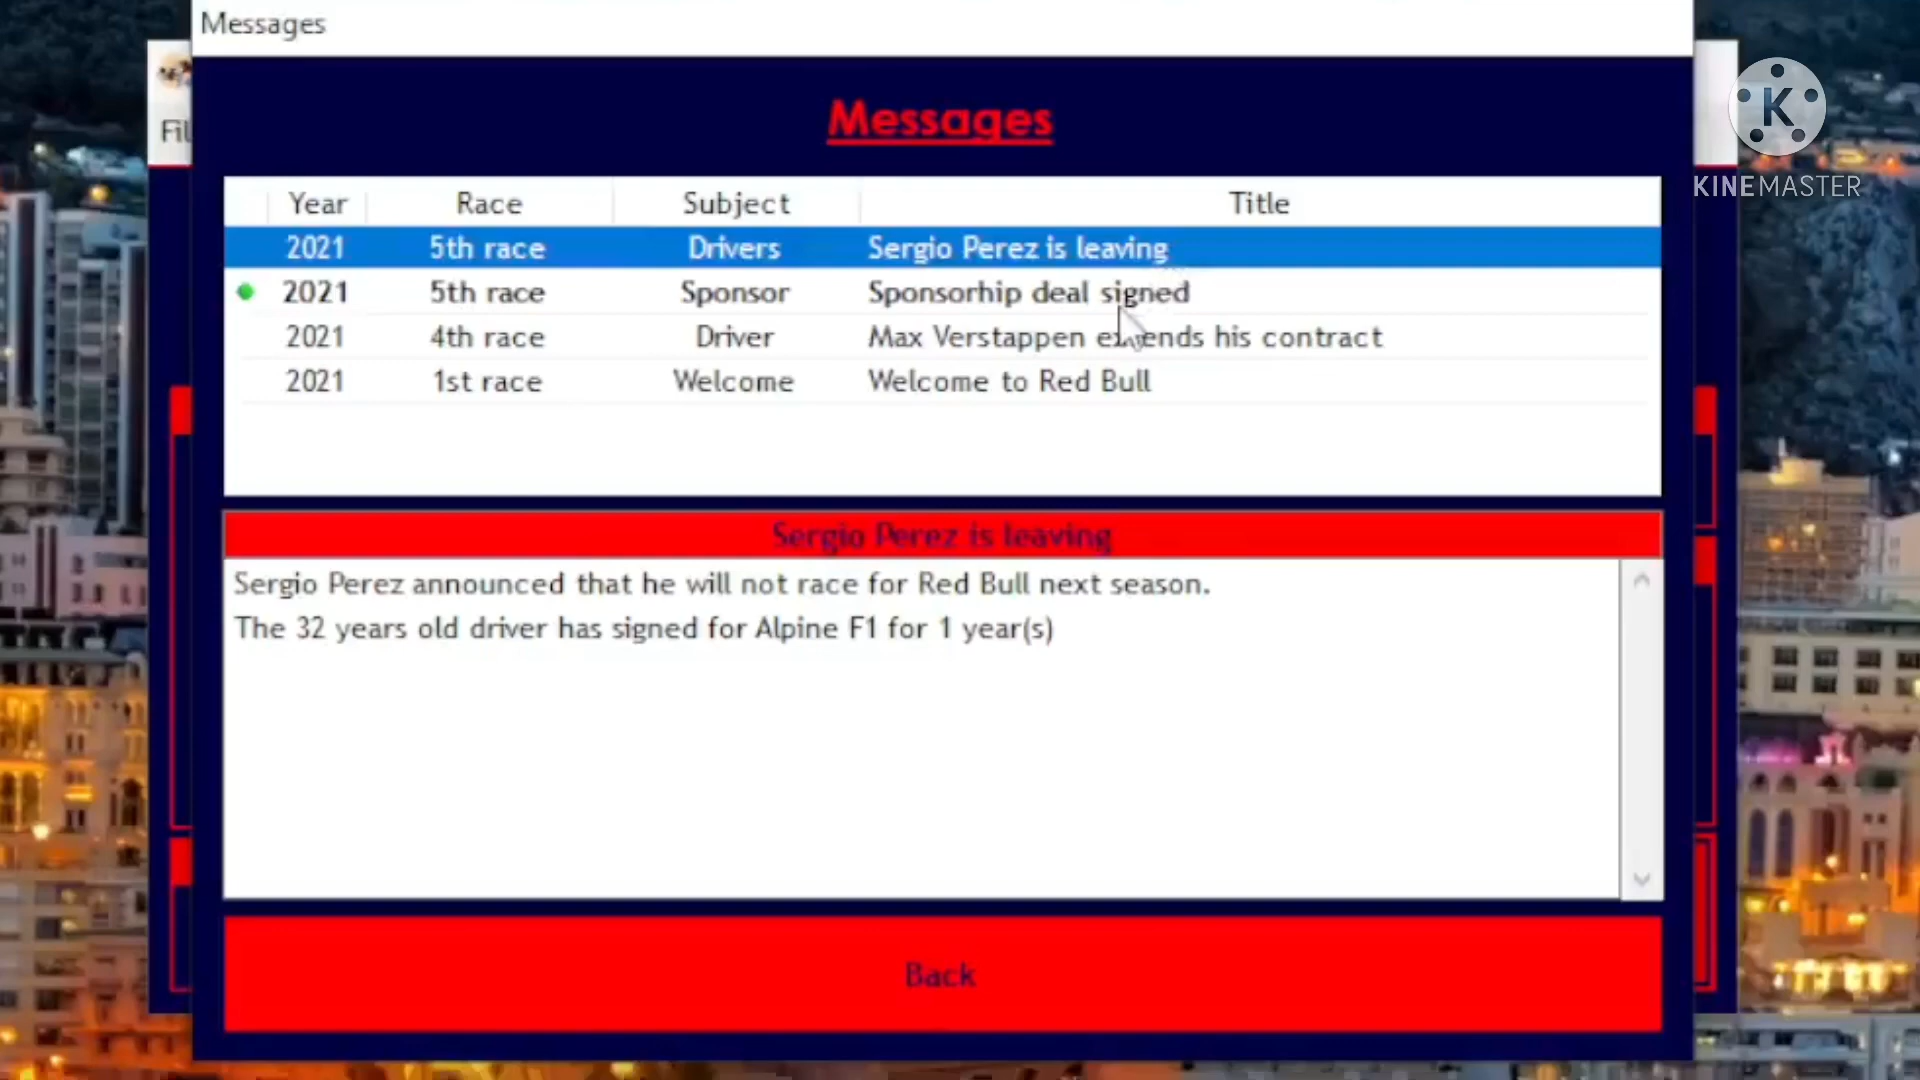 Messages
Fil
KINEMASTER
Messages
Year Race Subject Title
2021 5th race Drivers Sergio Perez is leaving
2021 5th race Sponsor Sponsorhip deal signed
2021 4th race Driver Max Verstappen extends his contract
2021 1st race Welcome Welcome to Red Bull
Sergio Perez is leaving
Sergio Perez announced that he will not race for Red Bull next season.
The 32 years old driver has signed for Alpine F1 for 1 year(s)
Back